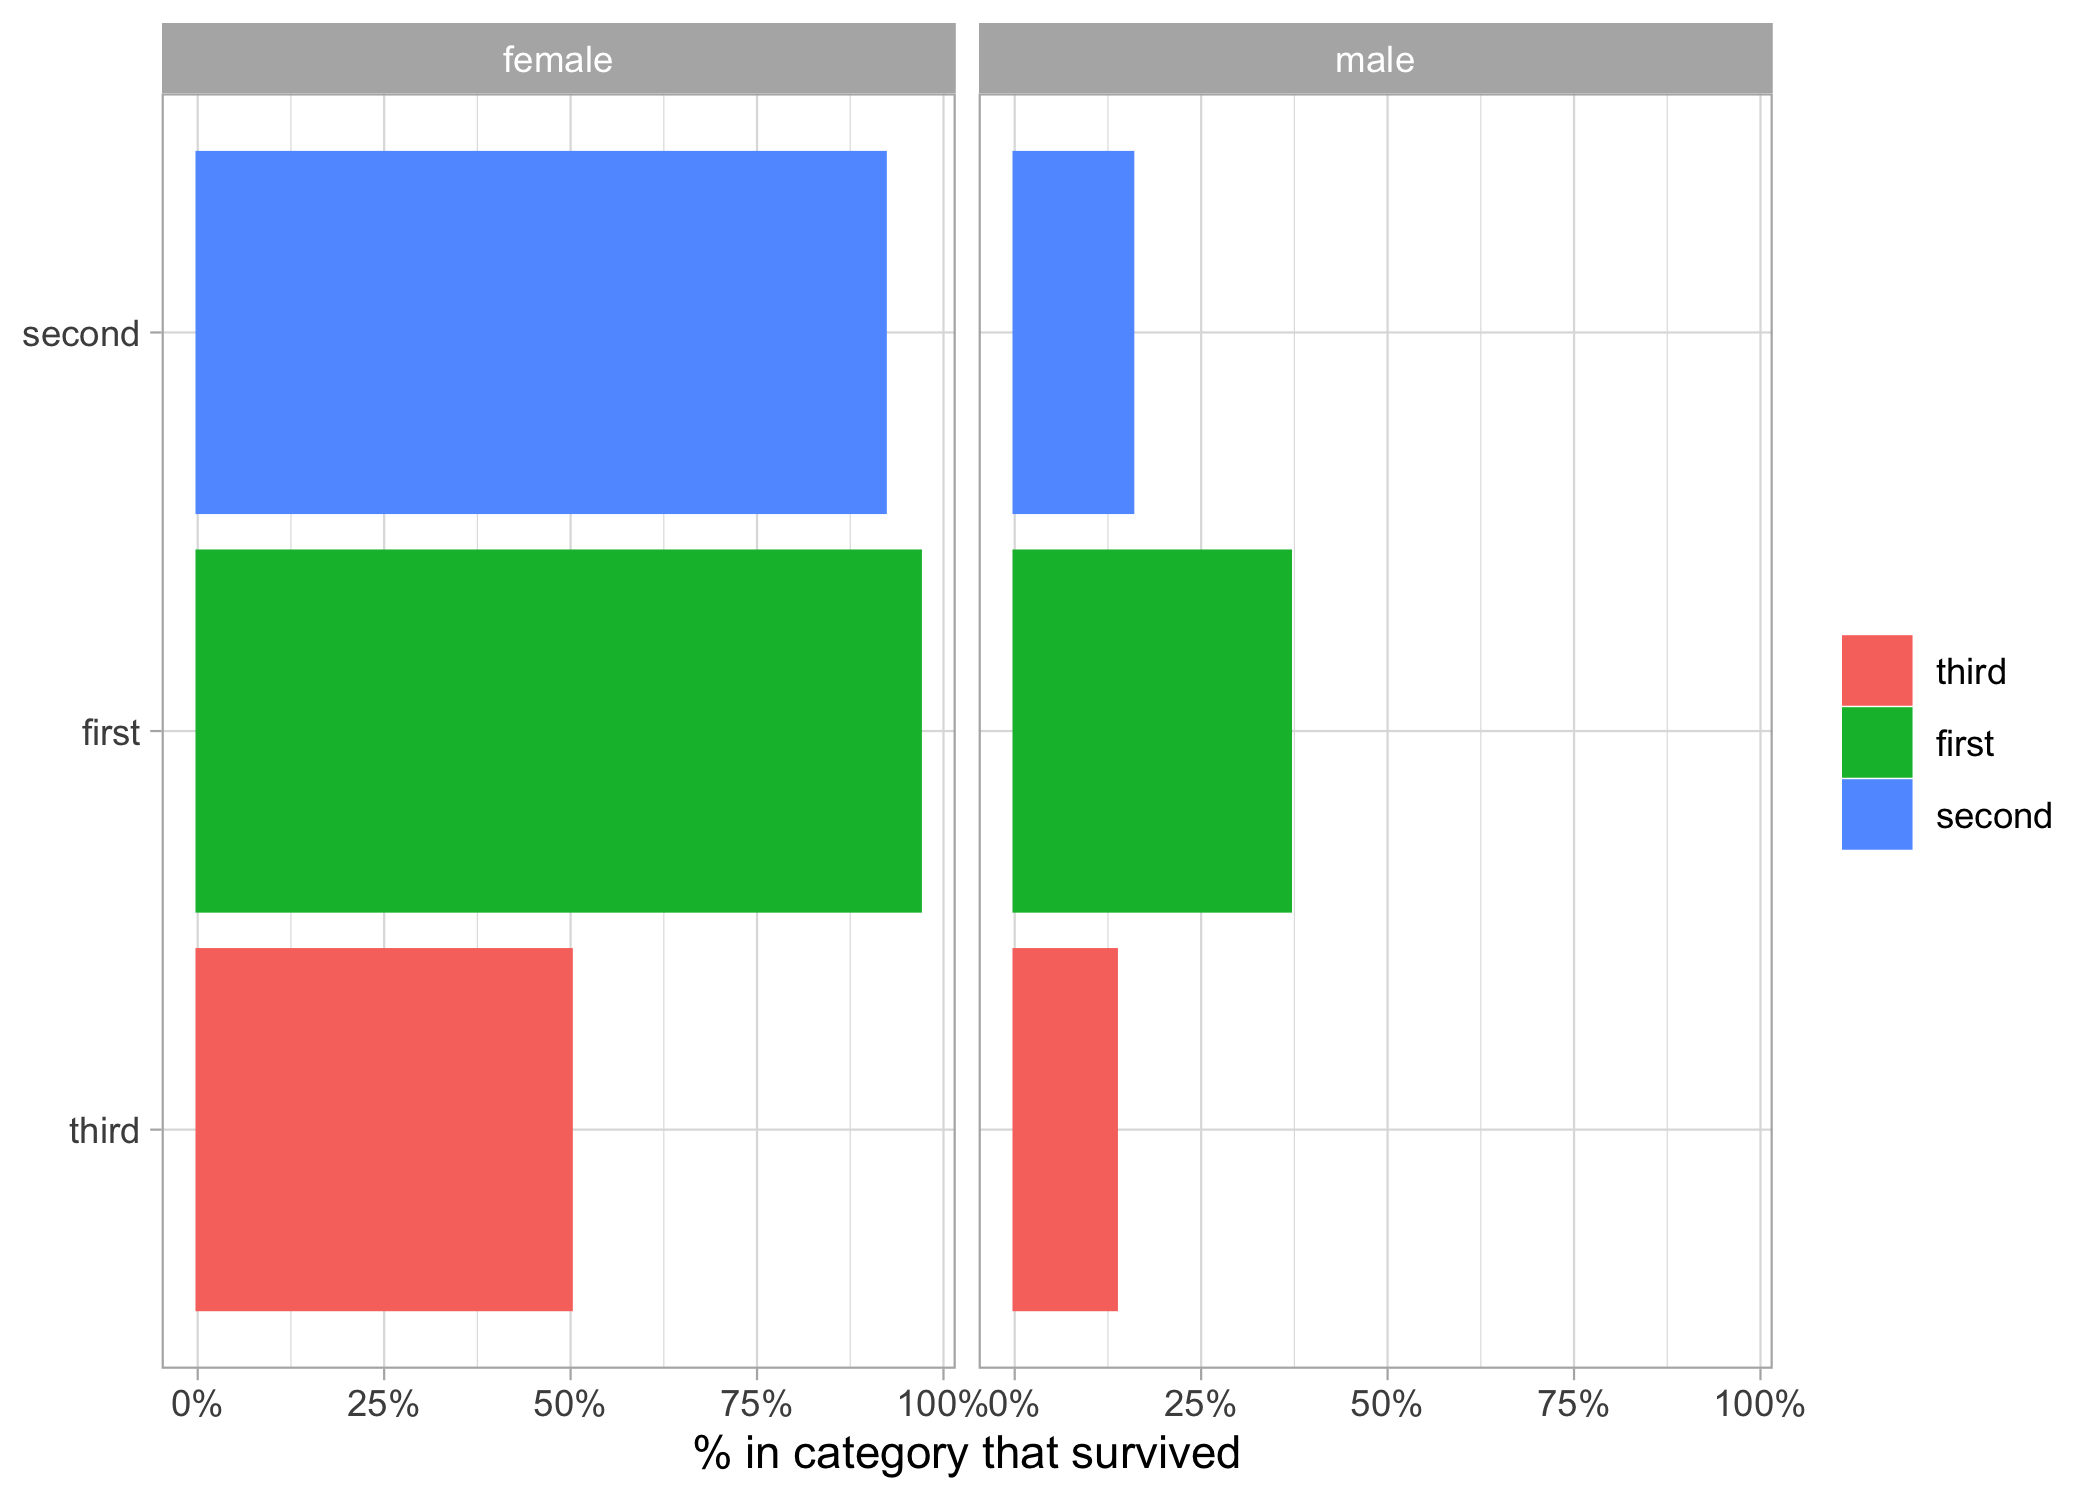 female
male
second
first
third
0% 25% 50% 75% 100%
0% 25% 50% 75% 100%
% in category that survived
third
first
second